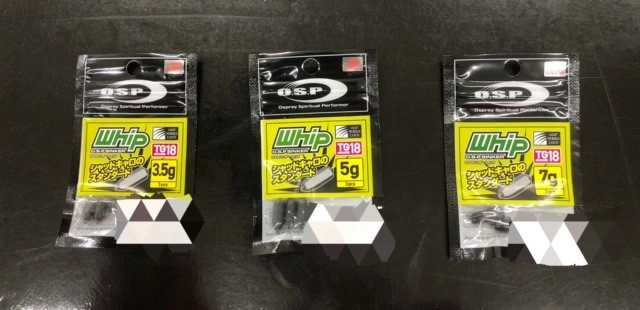 O.S.P
Osprey Spiritual Performer
Whip
O.S.P SINKER
TG18
シャッドキャロの
スタンダード
3.5g
O.S.P
Osprey Spiritual Performer
Whip
O.S.P SINKER
TG18
シャッドキャロの
スタンダード
5g
O.S.P
Osprey Spiritual Performer
Whip
O.S.P SINKER
TG18
シャッドキャロの
スタンダード
7g